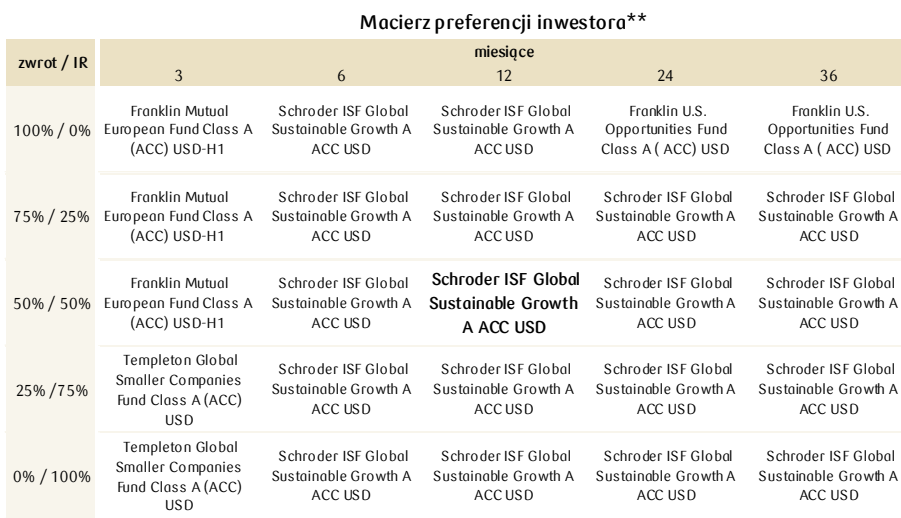 Macierz preferencji inwestora**
zwrot / IR
miesiące
3 6 12 24 36
100% / 0%
Franklin Mutual
European Fund Class A
(ACC) USD-H1
Schroder ISF Global
Sustainable Growth A
ACC USD
Schroder ISF Global
Sustainable Growth A
ACC USD
Franklin U.S.
Opportunities Fund
Class A ( ACC) USD
Franklin U.S.
Opportunities Fund
Class A ( ACC) USD
75% / 25%
Franklin Mutual
European Fund Class A
(ACC) USD-H1
Schroder ISF Global
Sustainable Growth A
ACC USD
Schroder ISF Global
Sustainable Growth A
ACC USD
Schroder ISF Global
Sustainable Growth A
ACC USD
Schroder ISF Global
Sustainable Growth A
ACC USD
50% / 50%
Franklin Mutual
European Fund Class A
(ACC) USD-H1
Schroder ISF Global
Sustainable Growth A
ACC USD
Schroder ISF Global
Sustainable Growth
A ACC USD
Schroder ISF Global
Sustainable Growth A
ACC USD
Schroder ISF Global
Sustainable Growth A
ACC USD
25% /75%
Templeton Global
Smaller Companies
Fund Class A (ACC)
USD
Schroder ISF Global
Sustainable Growth A
ACC USD
Schroder ISF Global
Sustainable Growth A
ACC USD
Schroder ISF Global
Sustainable Growth A
ACC USD
Schroder ISF Global
Sustainable Growth A
ACC USD
0% / 100%
Templeton Global
Smaller Companies
Fund Class A (ACC)
USD
Schroder ISF Global
Sustainable Growth A
ACC USD
Schroder ISF Global
Sustainable Growth A
ACC USD
Schroder ISF Global
Sustainable Growth A
ACC USD
Schroder ISF Global
Sustainable Growth A
ACC USD